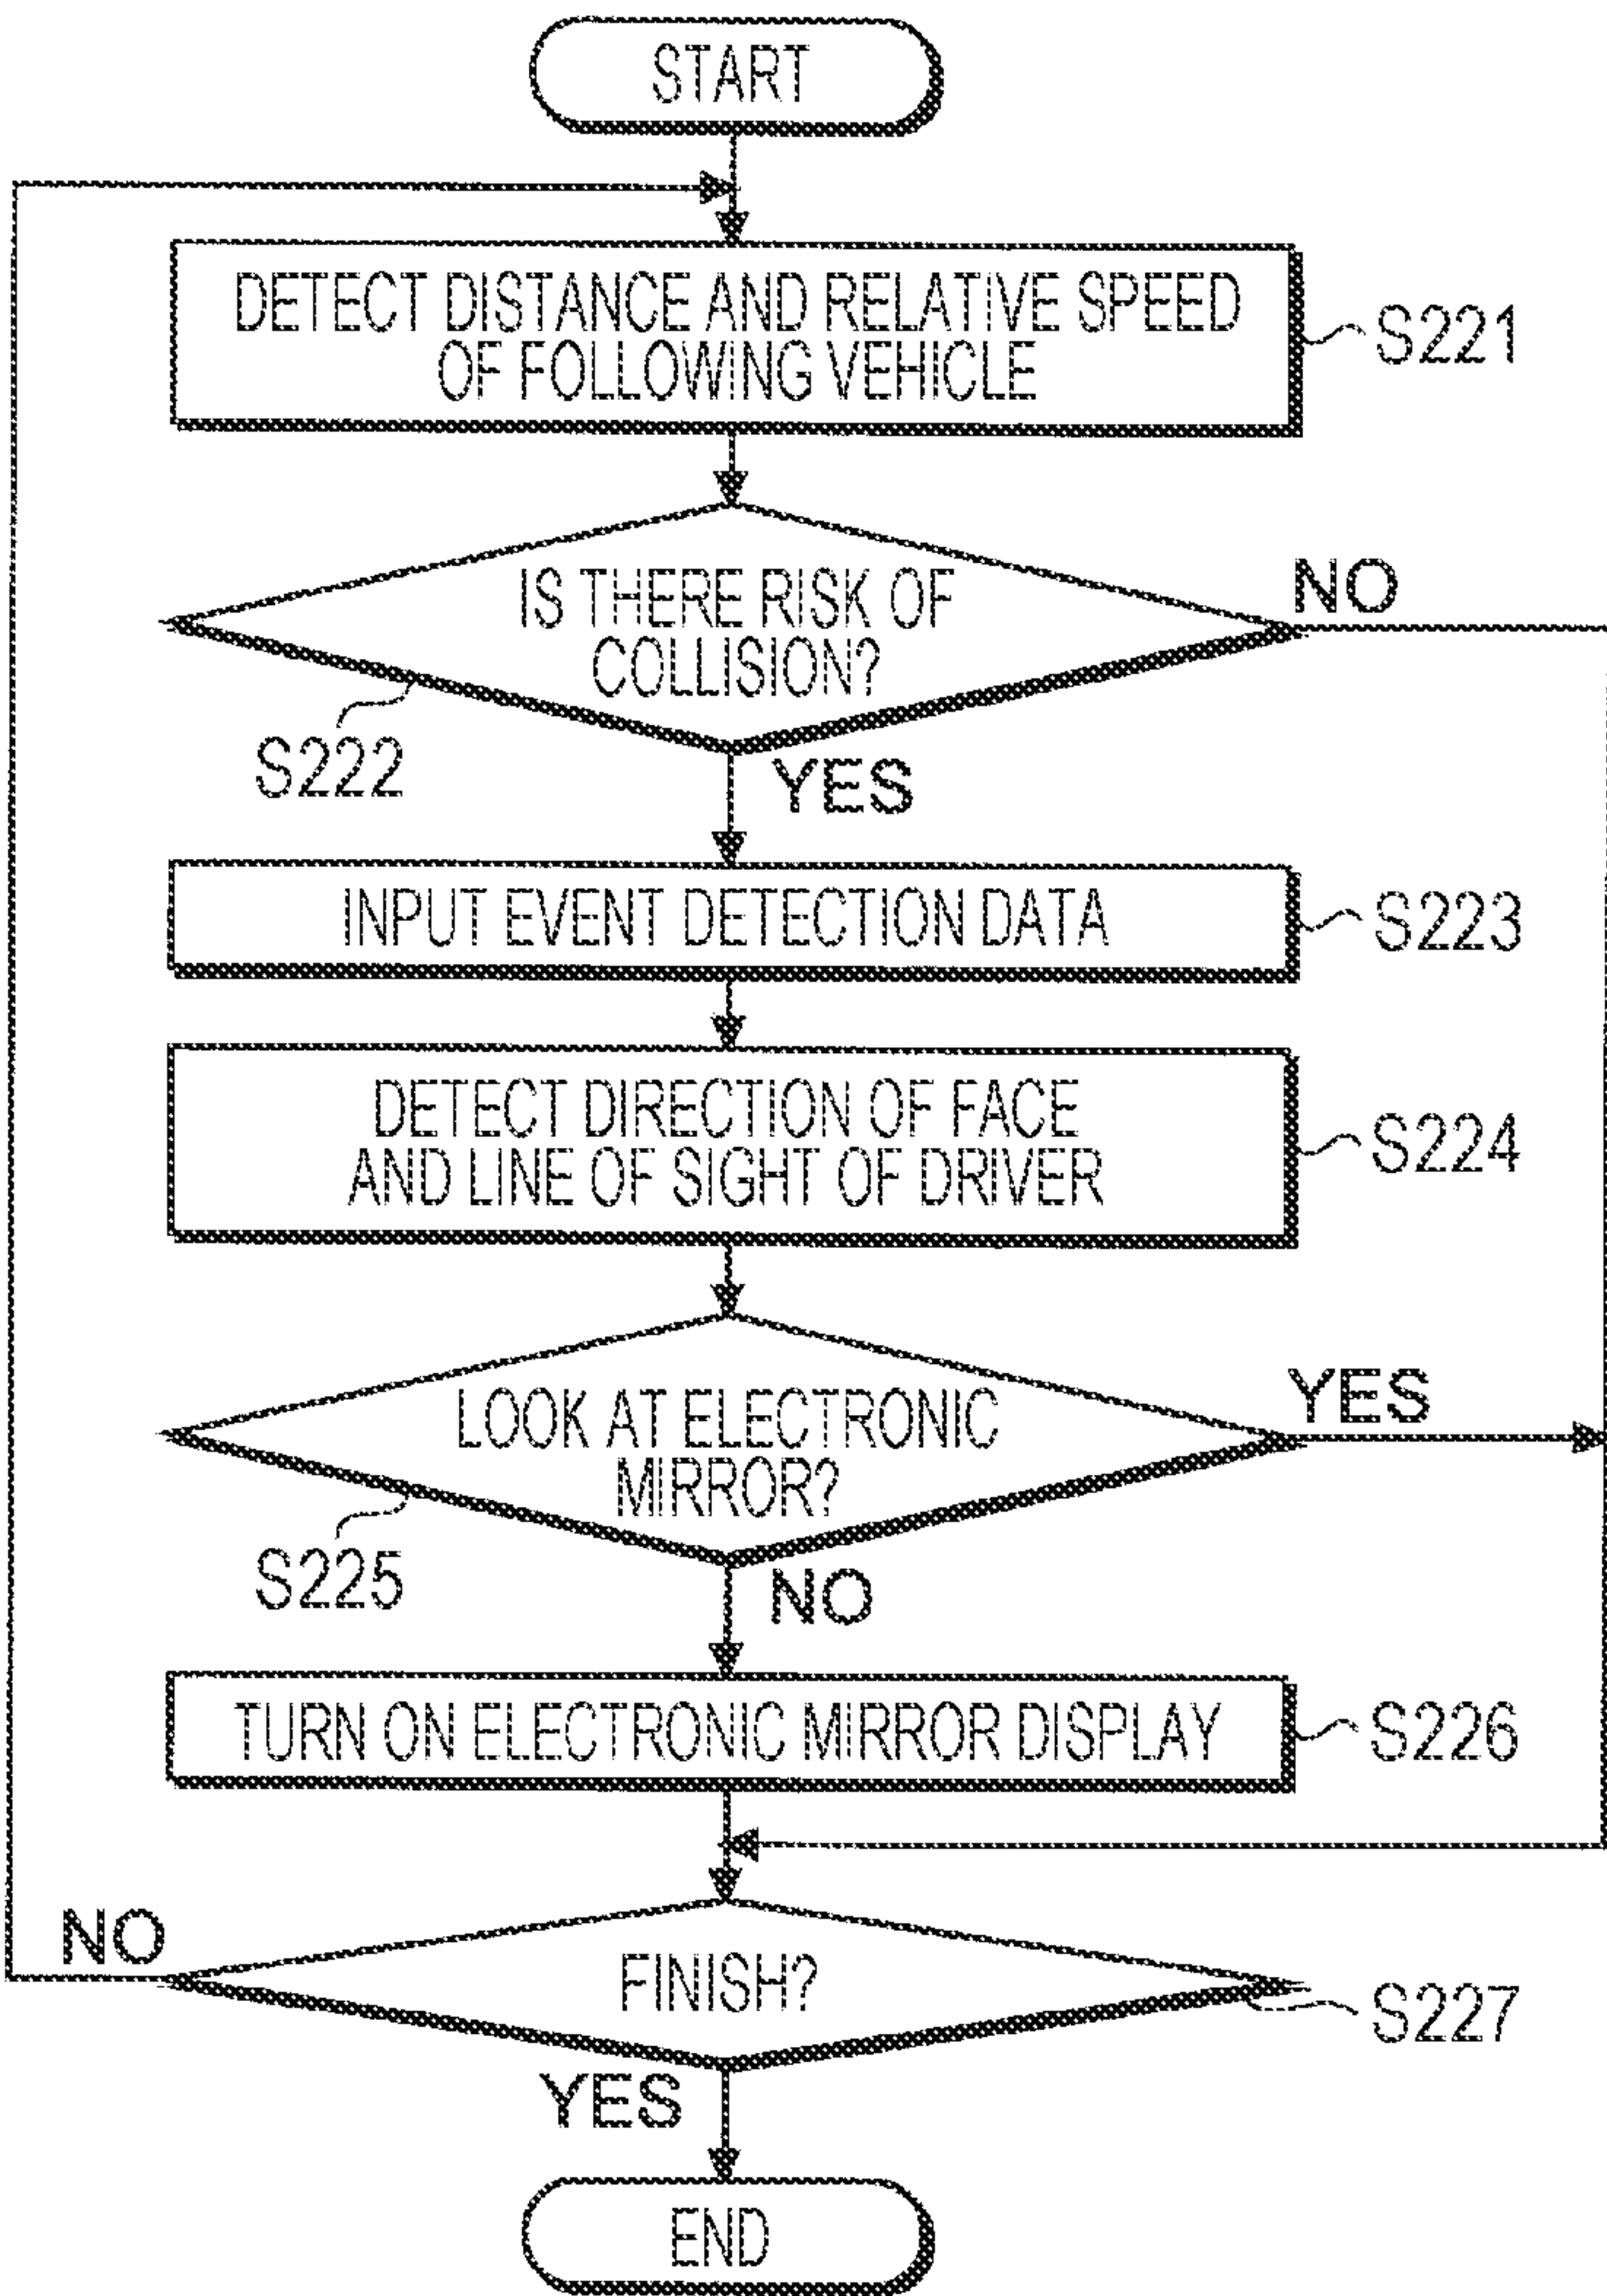 START
DETECT DISTANCE AND RELATIVE SPEED
OF FOLLOWING VEHICLE
S221
IS THERE RISK OF
COLLISION?
NO
S222
YES
INPUT EVENT DETECTION DATA
S223
DETECT DIRECTION OF FACE
AND LINE OF SIGHT OF DRIVER
S224
LOOK AT ELECTRONIC
MIRROR?
YES
S225
NO
TURN ON ELECTRONIC MIRROR DISPLAY
S226
NO
FINISH?
S227
YES
END